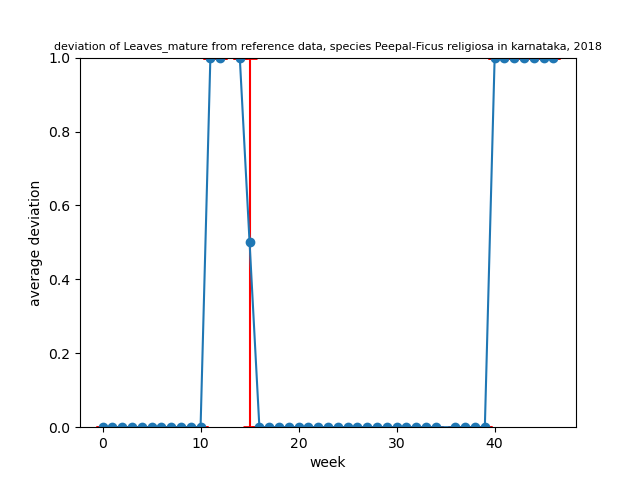 deviation of Leaves_mature from reference data, species Peepal-Ficus religiosa in karnataka, 2018
1.0
0.8
0.6
0.4
0.2
0.0
average deviation
0 10 20 30 40
week